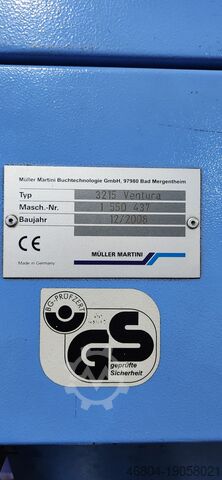 Müller Martini Buchtechnologie GmbH, 97980 Bad Mergentheim
Typ 3215 Ventura
Masch.-Nr. 1 550 437
Baujahr 12/2006
CE
Made in Germany
MÜLLER MARTINI
BG-PRÜFZERT
GS
geprüfte
Sicherheit
46804-19058021